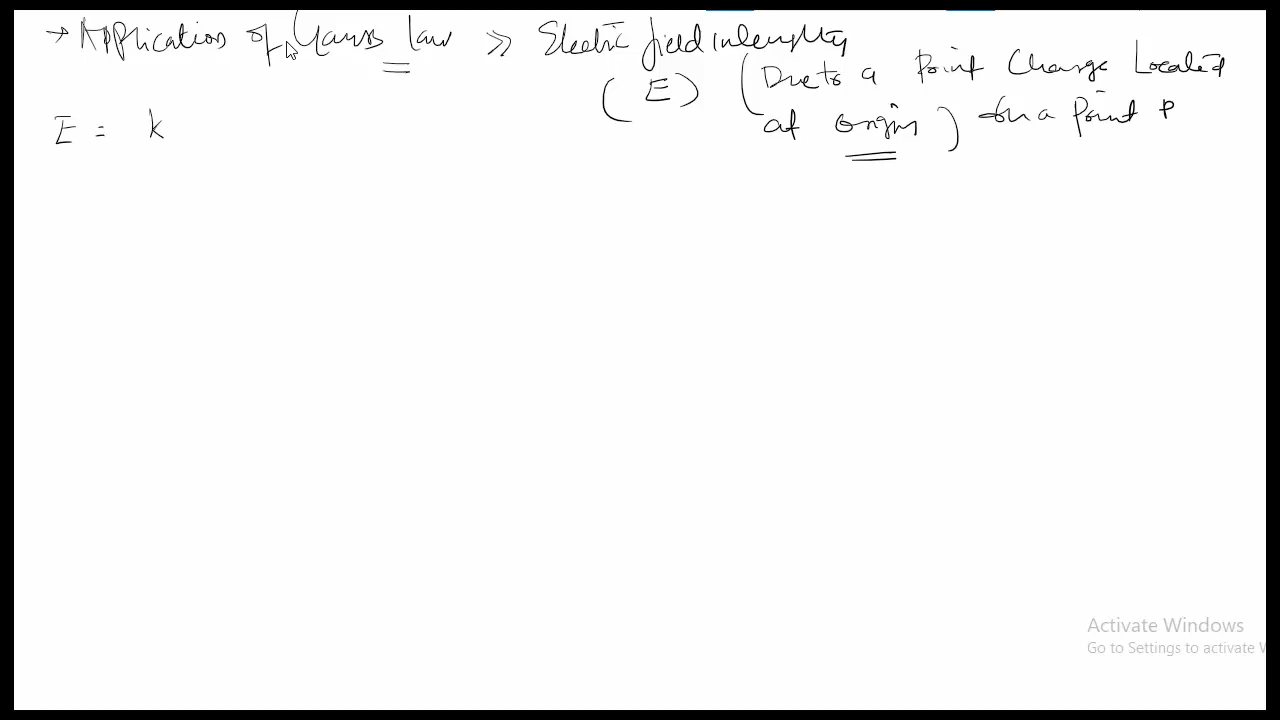 → Application of Gauss Law >> Electric field intensity
(E) (Due to a Point Charge Located
at origin) for a Point P
E = k
Activate Windows
Go to Settings to activate W